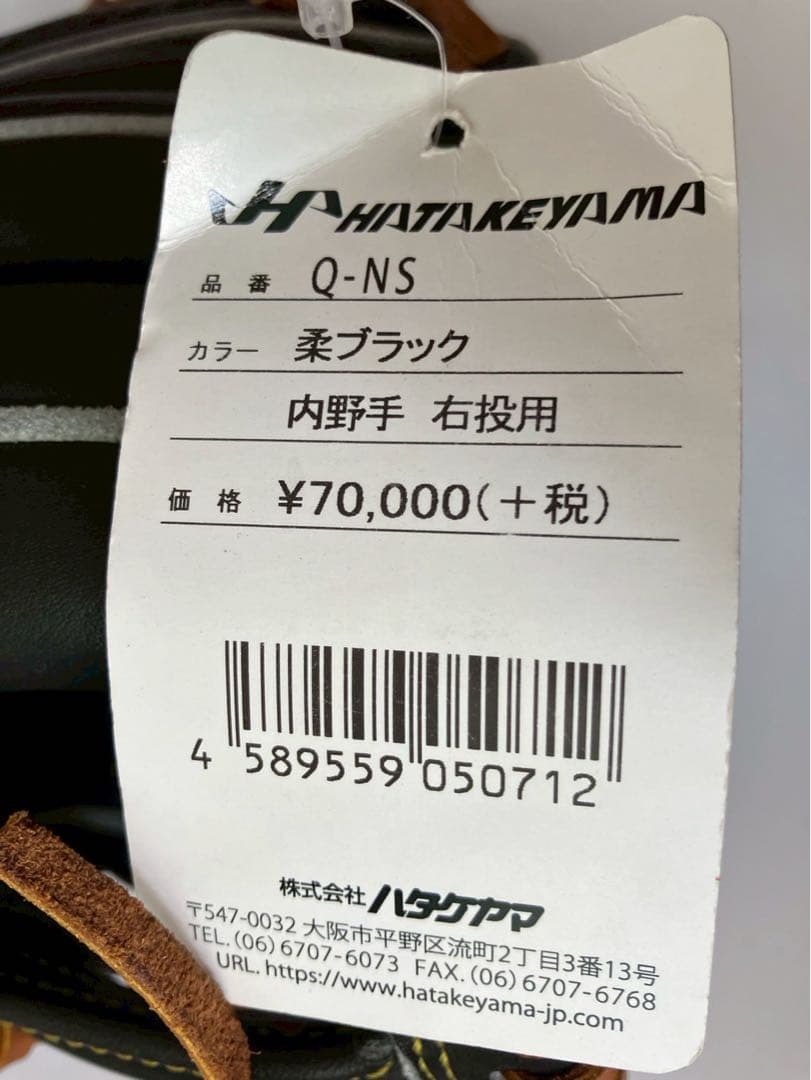 HATAKEYAMA
品番 Q-NS
カラー 柔ブラック
内野手 右投用
価格 ¥70,000(+税)
4 589559 050712
株式会社 ハタケヤマ
〒547-0032 大阪市平野区流町2丁目3番13号
TEL.(06)6707-6073 FAX.(06)6707-6768
URL. https://www.hatakeyama-jp.com